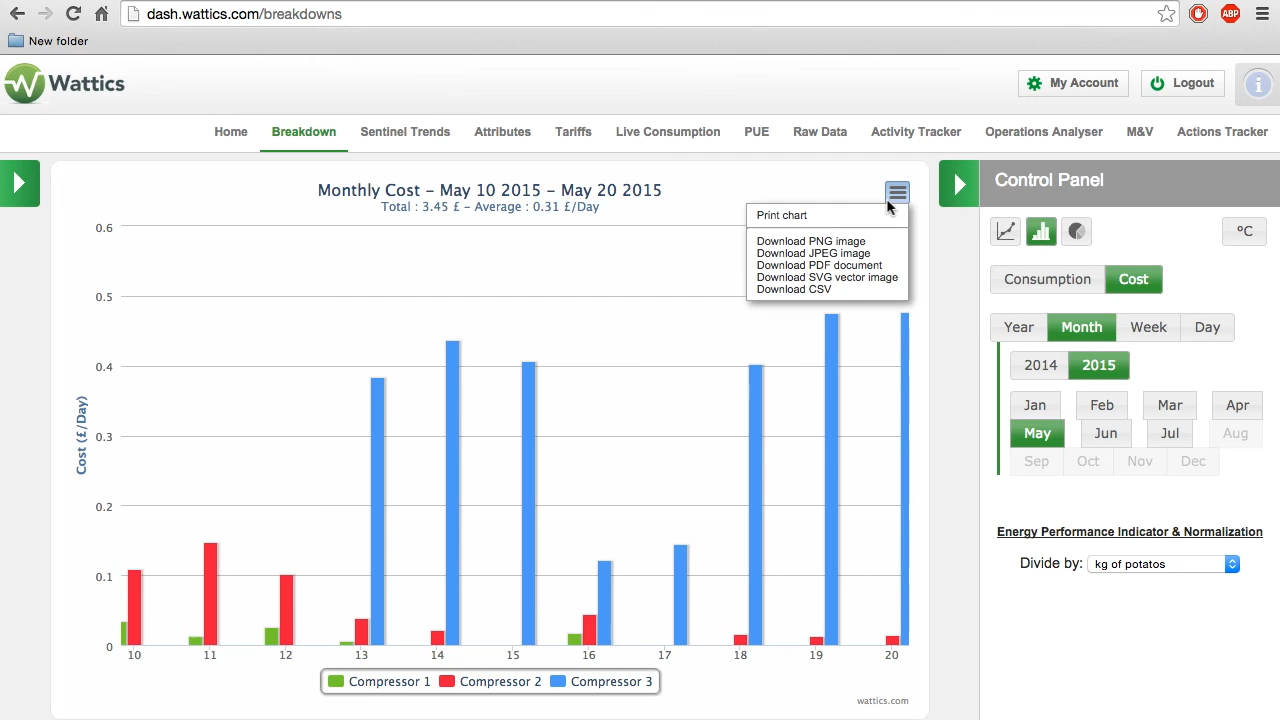 dash.wattics.com/breakdowns
ABP
New folder
Wattics
My Account
Logout
Home Breakdown Sentinel Trends Attributes Tariffs Live Consumption PUE Raw Data Activity Tracker Operations Analyser M&V Actions Tracker
Monthly Cost – May 10 2015 – May 20 2015
Total : 3.45 £ – Average : 0.31 £/Day
Print chart
Download PNG image
Download JPEG image
Download PDF document
Download SVG vector image
Download CSV
0.6
0.5
0.4
0.3
0.2
0.1
0
Cost (£/Day)
10 11 12 13 14 15 16 17 18 19 20
Compressor 1 Compressor 2 Compressor 3
wattics.com
Control Panel
°C
Consumption Cost
Year Month Week Day
2014 2015
Jan Feb Mar Apr
May Jun Jul Aug
Sep Oct Nov Dec
Energy Performance Indicator & Normalization
Divide by: kg of potatos